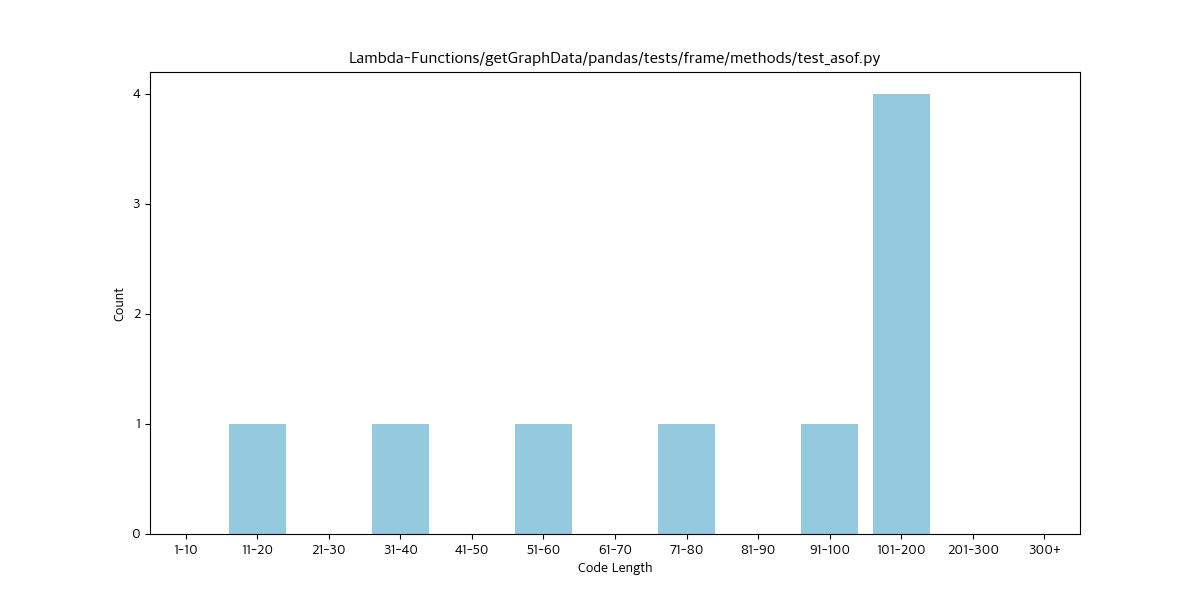 Lambda-Functions/getGraphData/pandas/tests/frame/methods/test_asof.py
Count
4
3
2
1
0
1-10 11-20 21-30 31-40 41-50 51-60 61-70 71-80 81-90 91-100 101-200 201-300 300+
Code Length